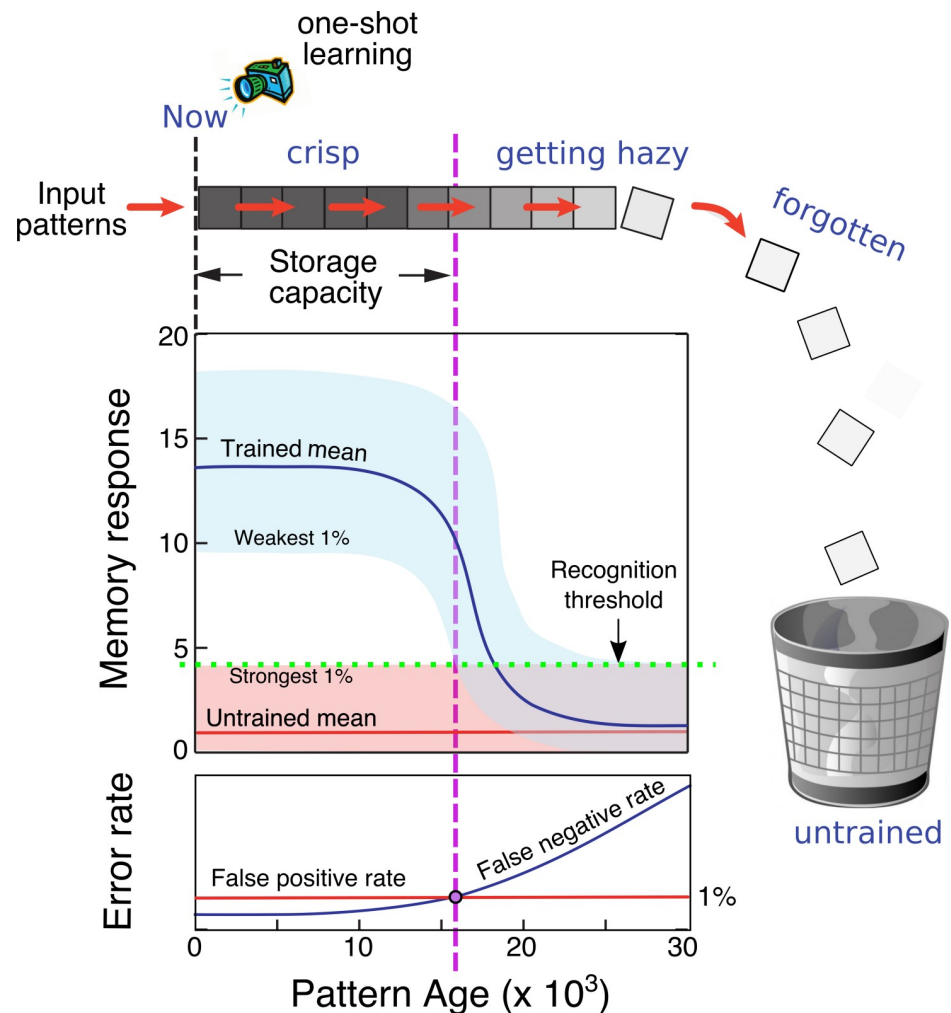 one-shot
learning
Now
crisp
getting hazy
Input
patterns
forgotten
Storage
capacity
20
15
10
5
0
Memory response
Trained mean
Weakest 1%
Recognition
threshold
Strongest 1%
Untrained mean
untrained
Error rate
False positive rate
False negative rate
1%
0
10
20
30
Pattern Age (x 10³)